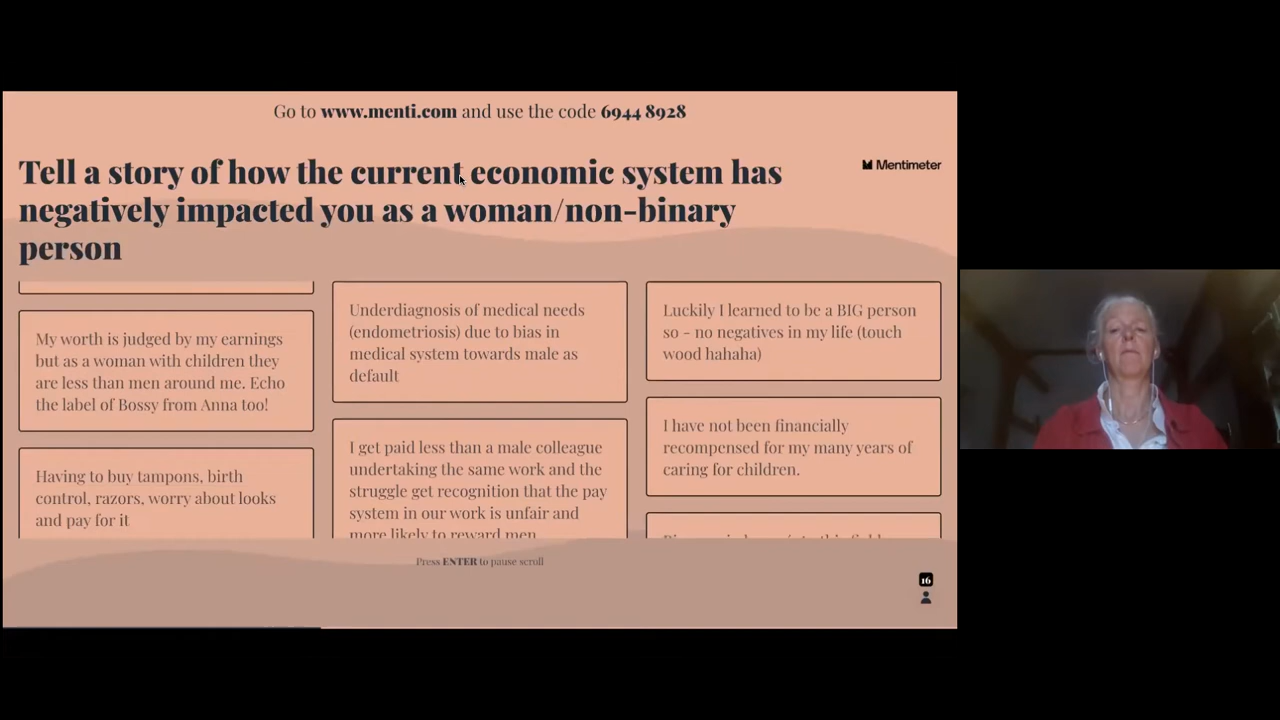 Go to www.menti.com and use the code 6944 8928
Mentimeter
Tell a story of how the current economic system has
negatively impacted you as a woman/non-binary
person
My worth is judged by my earnings
but as a woman with children they
are less than men around me. Echo
the label of Bossy from Anna too!
Having to buy tampons, birth
control, razors, worry about looks
and pay for it
Underdiagnosis of medical needs
(endometriosis) due to bias in
medical system towards male as
default
I get paid less than a male colleague
undertaking the same work and the
struggle get recognition that the pay
system in our work is unfair and
more likely to reward men
Luckily I learned to be a BIG person
so - no negatives in my life (touch
wood hahaha)
I have not been financially
recompensed for my many years of
caring for children.
Press ENTER to pause scroll
16